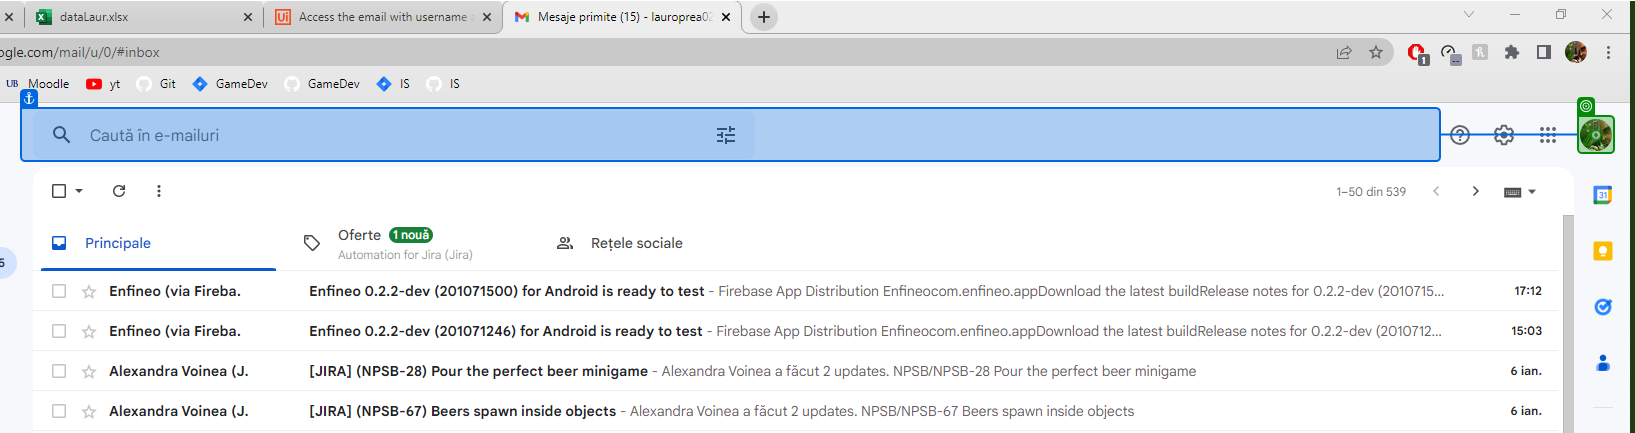 dataLaur.xlsx
Access the email with username
Mesaje primite (15) - lauroprea02
ogle.com/mail/u/0/#inbox
1
UB Moodle yt Git GameDev GameDev IS IS
Caută în e-mailuri
1–50 din 539
31
Principale
Oferte 1 nouă
Automation for Jira (Jira)
Rețele sociale
5
Enfineo (via Fireba. Enfineo 0.2.2-dev (201071500) for Android is ready to test - Firebase App Distribution Enfineocom.enfineo.appDownload the latest buildRelease notes for 0.2.2-dev (2010715... 17:12
Enfineo (via Fireba. Enfineo 0.2.2-dev (201071246) for Android is ready to test - Firebase App Distribution Enfineocom.enfineo.appDownload the latest buildRelease notes for 0.2.2-dev (2010712... 15:03
Alexandra Voinea (J. [JIRA] (NPSB-28) Pour the perfect beer minigame - Alexandra Voinea a făcut 2 updates. NPSB/NPSB-28 Pour the perfect beer minigame 6 ian.
Alexandra Voinea (J. [JIRA] (NPSB-67) Beers spawn inside objects - Alexandra Voinea a făcut 2 updates. NPSB/NPSB-67 Beers spawn inside objects 6 ian.